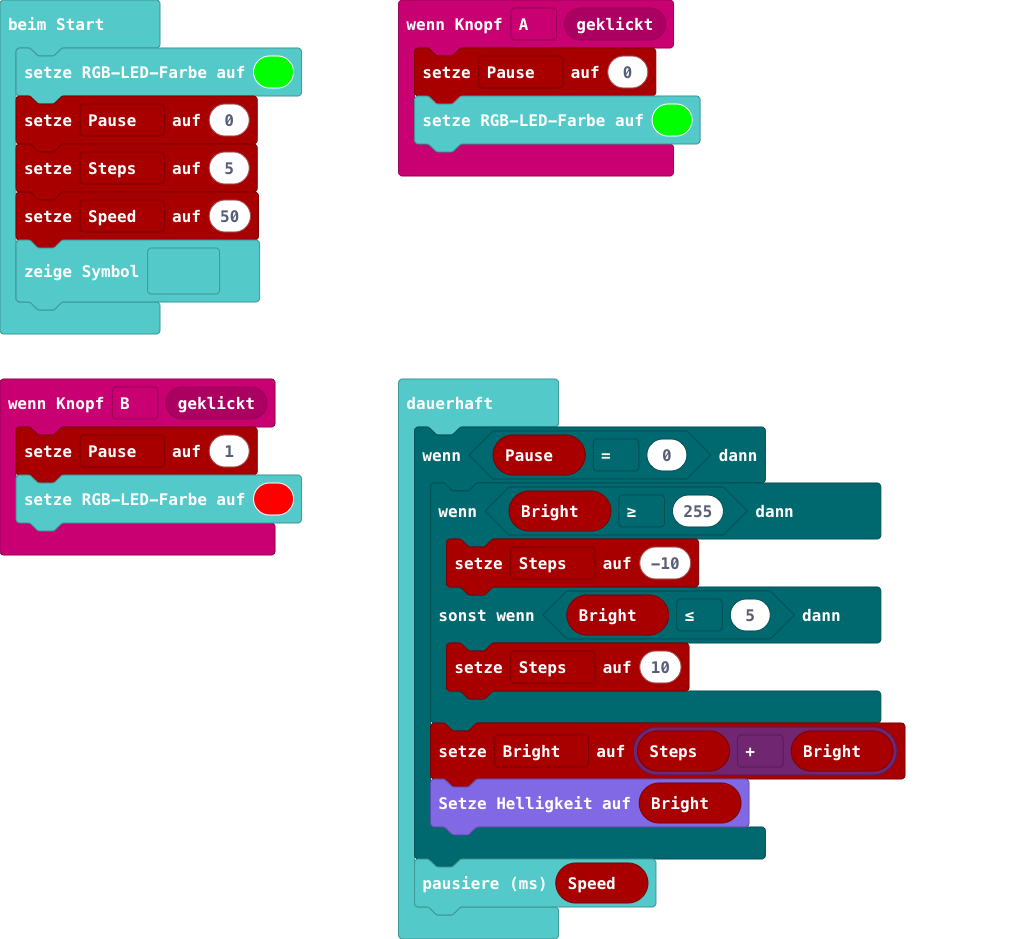 beim Start
setze RGB-LED-Farbe auf
setze Pause auf 0
setze Steps auf 5
setze Speed auf 50
zeige Symbol
wenn Knopf A geklickt
setze Pause auf 0
setze RGB-LED-Farbe auf
wenn Knopf B geklickt
setze Pause auf 1
setze RGB-LED-Farbe auf
dauerhaft
wenn Pause = 0 dann
wenn Bright ≥ 255 dann
setze Steps auf -10
sonst wenn Bright ≤ 5 dann
setze Steps auf 10
setze Bright auf Steps + Bright
Setze Helligkeit auf Bright
pausiere (ms) Speed